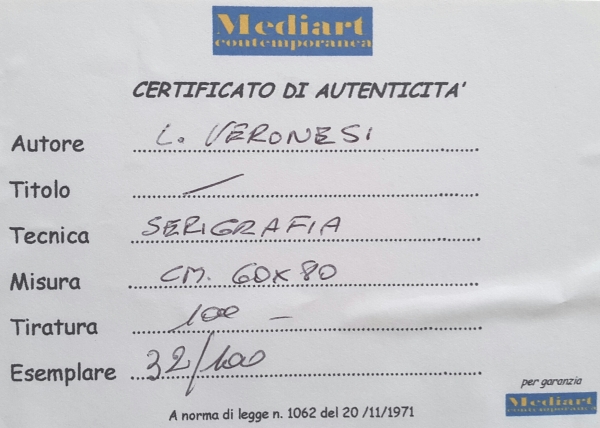 Mediart
contemporanea
CERTIFICATO DI AUTENTICITA'
Autore L. VERONESI
Titolo —
Tecnica SERIGRAFIA
Misura CM. 60x80
Tiratura 100 —
Esemplare 32/100
per garanzia
Mediart
contemporanea
A norma di legge n. 1062 del 20 /11/1971